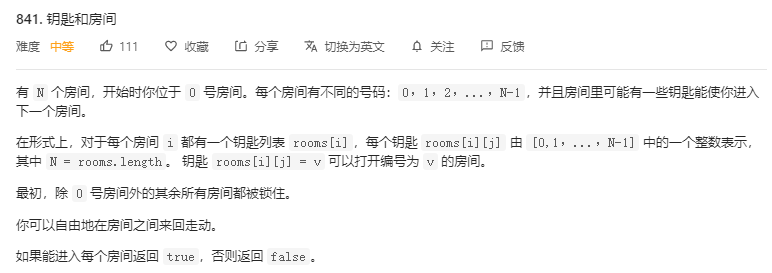 841. 钥匙和房间
难度 中等 111 收藏 分享 切换为英文 关注 反馈
有 N 个房间，开始时你位于 0 号房间。每个房间有不同的号码：0，1，2，...，N-1，并且房间里可能有一些钥匙能使你进入
下一个房间。
在形式上，对于每个房间 i 都有一个钥匙列表 rooms[i]，每个钥匙 rooms[i][j] 由 [0,1，...，N-1] 中的一个整数表示，
其中 N = rooms.length。 钥匙 rooms[i][j] = v 可以打开编号为 v 的房间。
最初，除 0 号房间外的其余所有房间都被锁住。
你可以自由地在房间之间来回走动。
如果能进入每个房间返回 true，否则返回 false。